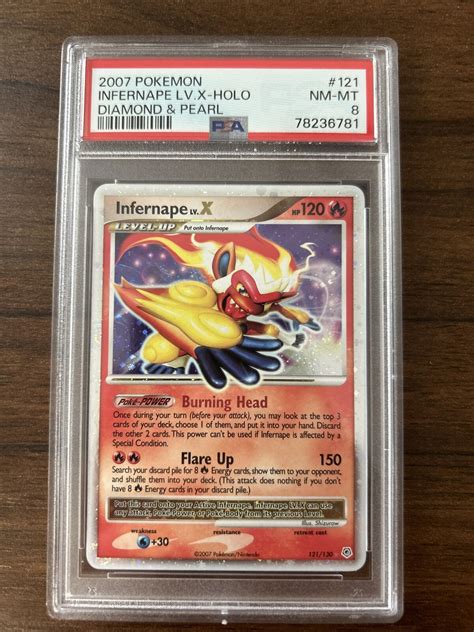 2007 POKEMON #121
INFERNAPE LV.X-HOLO NM-MT
DIAMOND & PEARL 8
PSA 78236781
Infernape LV.X HP 120
LEVEL-UP Put onto Infernape
Poké-POWER Burning Head
Once during your turn (before your attack), you may look at the top 3
cards of your deck, choose 1 of them, and put it into your hand. Discard
the other 2 cards. This power can't be used if Infernape is affected by a
Special Condition.
Flare Up 150
Search your discard pile for 8 Energy cards, show them to your opponent,
and shuffle them into your deck. (This attack does nothing if you don't
have 8 Energy cards in your discard pile.)
Put this card onto your Active Infernape. Infernape LV.X can use
any attack, Poké-Power, or Poké-Body from its previous Level.
Illus. Shizurow
weakness resistance retreat cost
+30
©2007 Pokémon/Nintendo 121/130